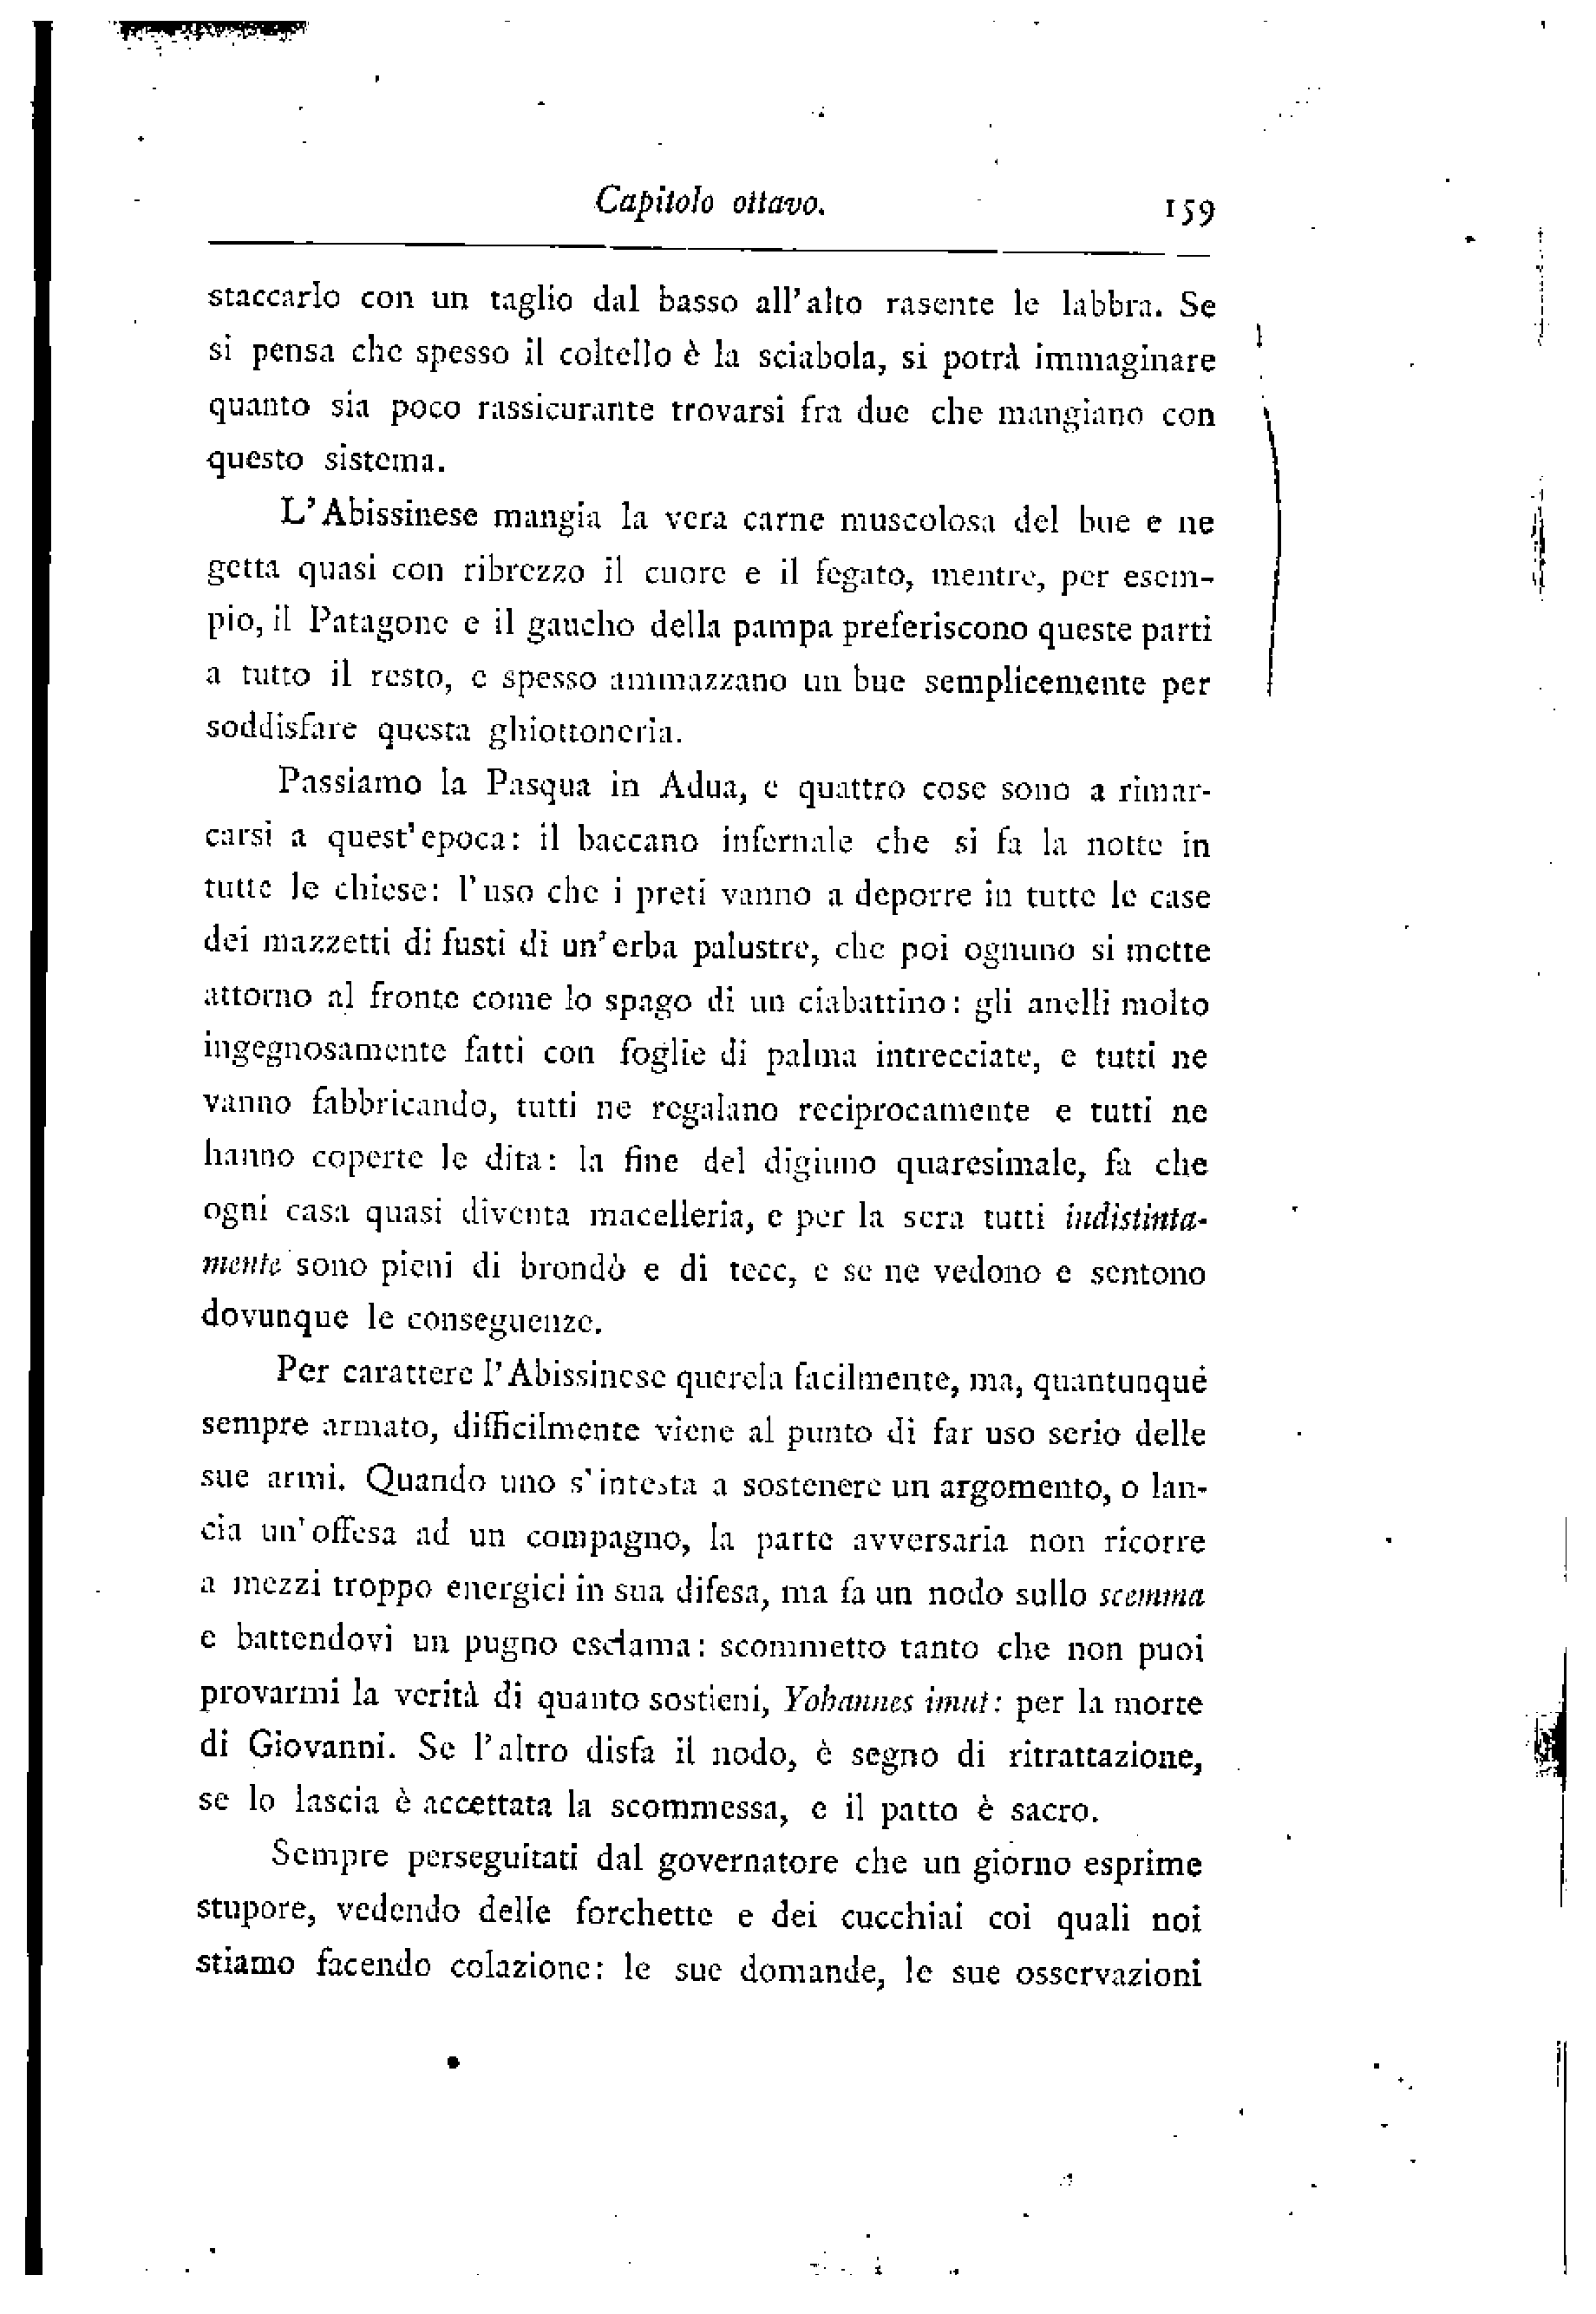 Capitolo ottavo. 159
staccarlo con un taglio dal basso all'alto rasente le labbra. Se
si pensa che spesso il coltello è la sciabola, si potrà immaginare
quanto sia poco rassicurante trovarsi fra due che mangiano con
questo sistema.
L'Abissinese mangia la vera carne muscolosa del bue e ne
getta quasi con ribrezzo il cuore e il fegato, mentre, per esem-
pio, il Patagone e il gaucho della pampa preferiscono queste parti
a tutto il resto, e spesso ammazzano un bue semplicemente per
soddisfare questa ghiottoneria.
Passiamo la Pasqua in Adua, e quattro cose sono a rimar-
carsi a quest'epoca: il baccano infernale che si fa la notte in
tutte le chiese: l'uso che i preti vanno a deporre in tutte le case
dei mazzetti di fusti di un'erba palustre, che poi ognuno si mette
attorno al fronte come lo spago di un ciabattino: gli anelli molto
ingegnosamente fatti con foglie di palma intrecciate, e tutti ne
vanno fabbricando, tutti ne regalano reciprocamente e tutti ne
hanno coperte le dita: la fine del digiuno quaresimale, fa che
ogni casa quasi diventa macelleria, e per la sera tutti indistinta-
mente sono pieni di brondò e di tecc, e se ne vedono e sentono
dovunque le conseguenze.
Per carattere l'Abissinese querela facilmente, ma, quantunque
sempre armato, difficilmente viene al punto di far uso serio delle
sue armi. Quando uno s'intesta a sostenere un argomento, o lan-
cia un'offesa ad un compagno, la parte avversaria non ricorre
a mezzi troppo energici in sua difesa, ma fa un nodo sullo scemma
e battendovi un pugno esclama: scommetto tanto che non puoi
provarmi la verità di quanto sostieni, Yohannes imut: per la morte
di Giovanni. Se l'altro disfa il nodo, è segno di ritrattazione,
se lo lascia è accettata la scommessa, e il patto è sacro.
Sempre perseguitati dal governatore che un giorno esprime
stupore, vedendo delle forchette e dei cucchiai coi quali noi
stiamo facendo colazione: le sue domande, le sue osservazioni